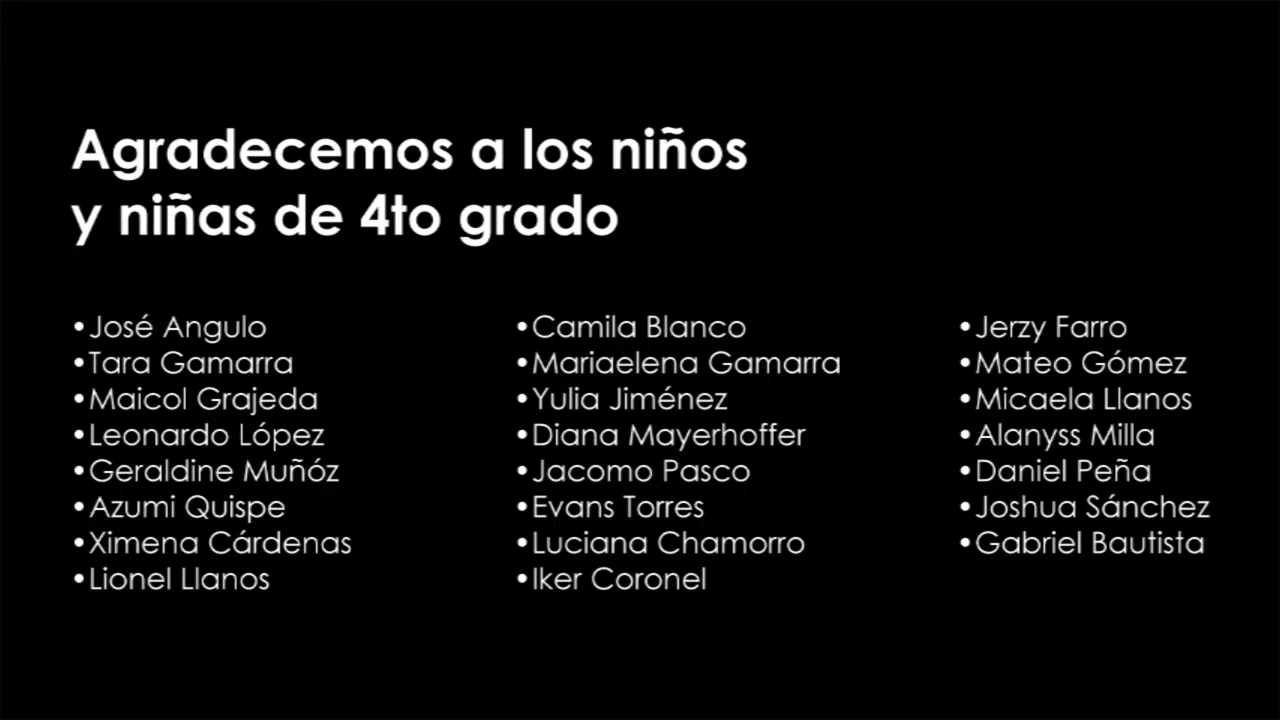 Agradecemos a los niños
y niñas de 4to grado
•José Angulo
•Tara Gamarra
•Maicol Grajeda
•Leonardo López
•Geraldine Muñóz
•Azumi Quispe
•Ximena Cárdenas
•Lionel Llanos
•Camila Blanco
•Mariaelena Gamarra
•Yulia Jiménez
•Diana Mayerhoffer
•Jacomo Pasco
•Evans Torres
•Luciana Chamorro
•Iker Coronel
•Jerzy Farro
•Mateo Gómez
•Micaela Llanos
•Alanyss Milla
•Daniel Peña
•Joshua Sánchez
•Gabriel Bautista